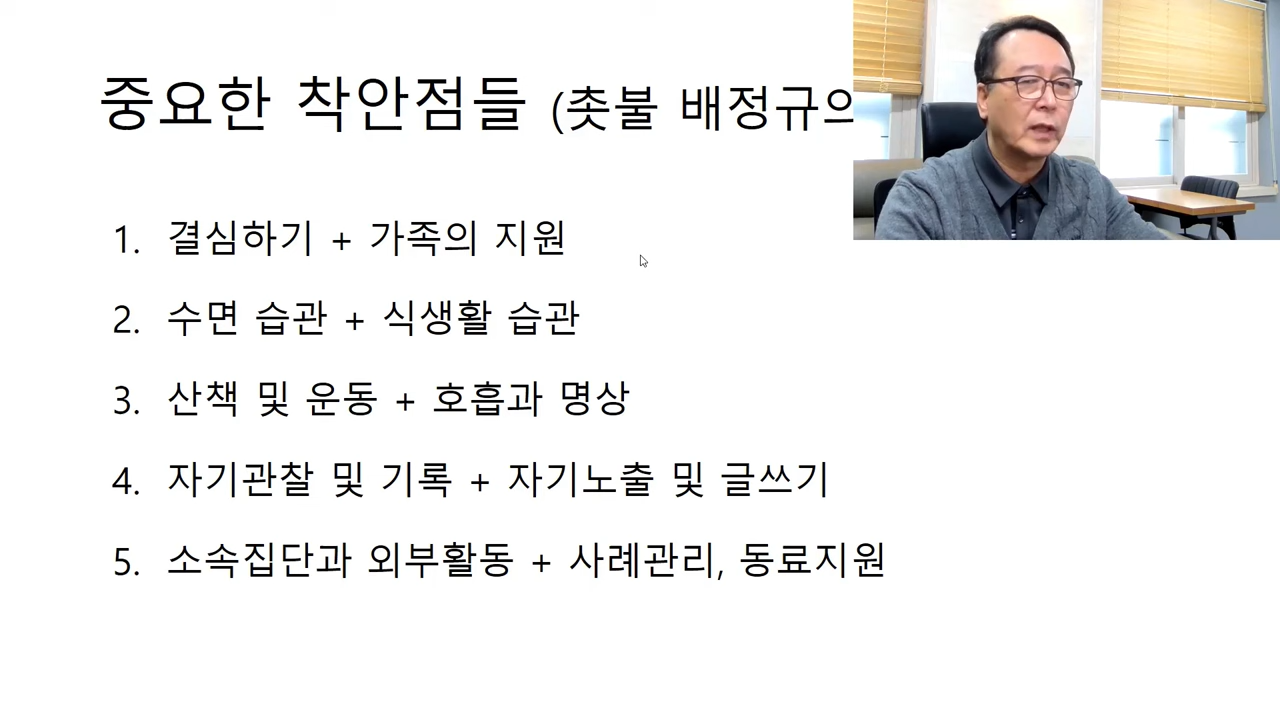 중요한 착안점들 (촛불 배정규의
1. 결심하기 + 가족의 지원
2. 수면 습관 + 식생활 습관
3. 산책 및 운동 + 호흡과 명상
4. 자기관찰 및 기록 + 자기노출 및 글쓰기
5. 소속집단과 외부활동 + 사례관리, 동료지원